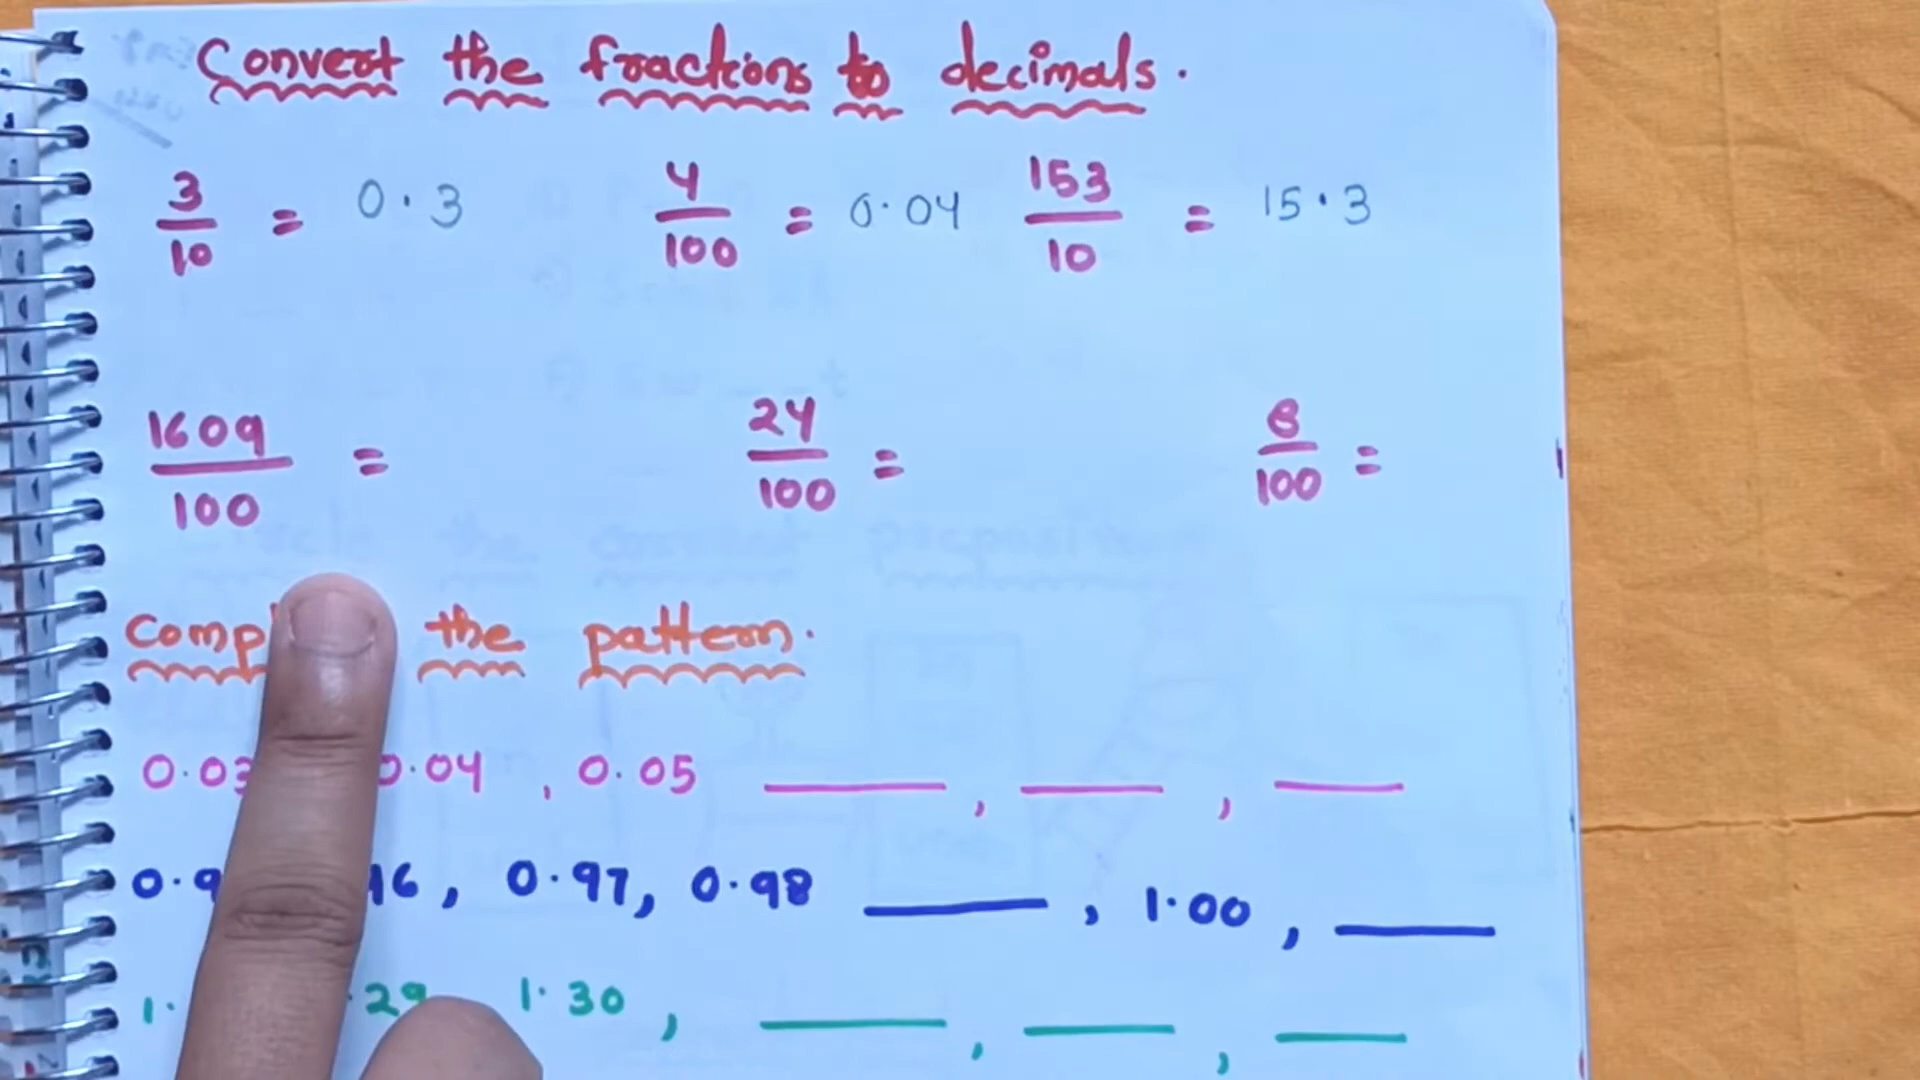 Convert the fractions to decimals.
3/10 = 0.3 4/100 = 0.04 153/10 = 15.3
1609/100 = 24/100 = 8/100 =
the pattern.
0.03 0.04 , 0.05 ____ , ____ , ____
0.97, 0.98 ____ , 1.00 , ____
1.30 , ____ , ____ , ____